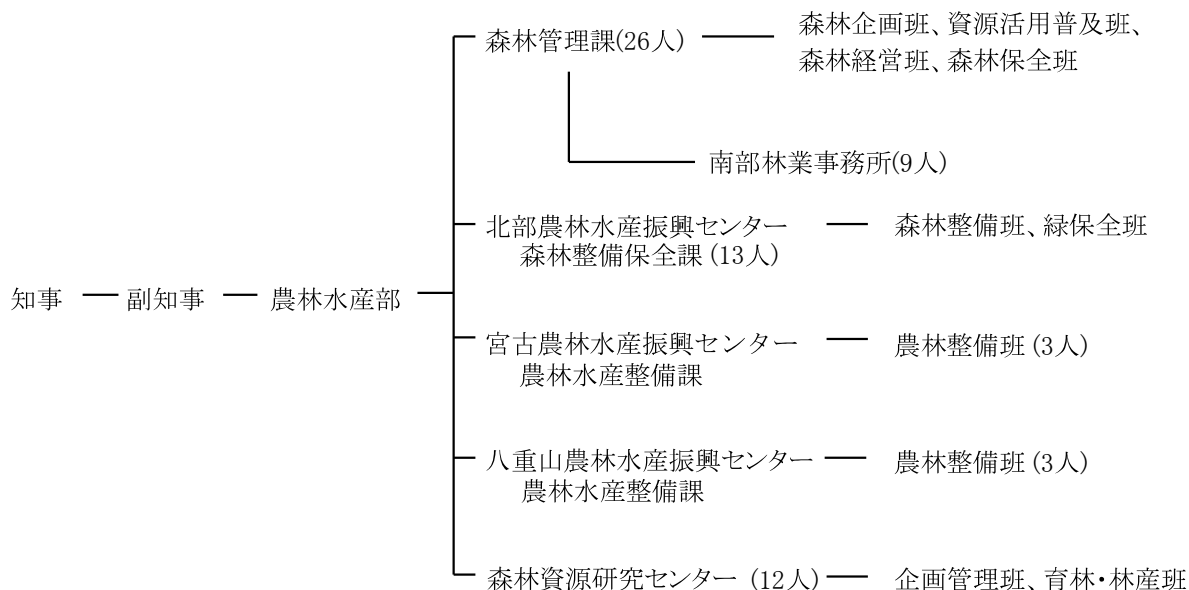 森林管理課(26人)
森林企画班、資源活用普及班、
森林経営班、森林保全班
南部林業事務所(9人)
北部農林水産振興センター
森林整備保全課 (13人)
森林整備班、緑保全班
知事
副知事
農林水産部
宮古農林水産振興センター
農林水産整備課
農林整備班 (3人)
八重山農林水産振興センター
農林水産整備課
農林整備班 (3人)
森林資源研究センター (12人)
企画管理班、育林・林産班